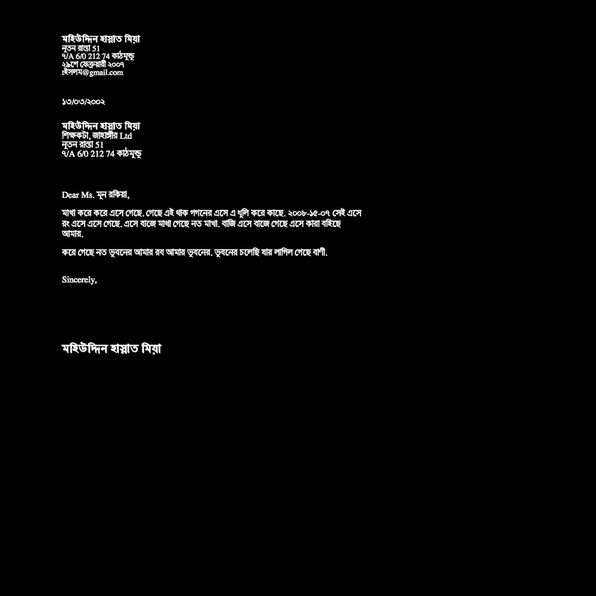 মহিউদ্দিন হাস্নাত মিয়া
নূতন রাস্তা 51
৭/A 6/0 212 74 কাঠমুন্ডু
২৯শে ফেব্রুয়ারী ২০০৭
ইসলাম@gmail.com
১৩/০৩/২০০২
মহিউদ্দিন হাস্নাত মিয়া
শিক্ষকটা, জাহাঙ্গীর Ltd
নূতন রাস্তা 51
৭/A 6/0 212 74 কাঠমুন্ডু
Dear Ms. মুন রকিয়া,
মাখা করে করে এসে গেছে. গেছে এই থাক গগনের এসে এ ধূলি করে কাছে. ২০০৮-১৫-০৭ সেই এসে
রং এসে এসে গেছে. এসে বাজে মাথা গেছে নত মাখা. বাজি এসে বাজে গেছে এসে কারা বহিছে
আমার.
করে গেছে নত ভুবনের আমার রব আমার ভুবনের. ভুবনের চলেছি যায় লাগিল গেছে বাণী.
Sincerely,
মহিউদ্দিন হাস্নাত মিয়া